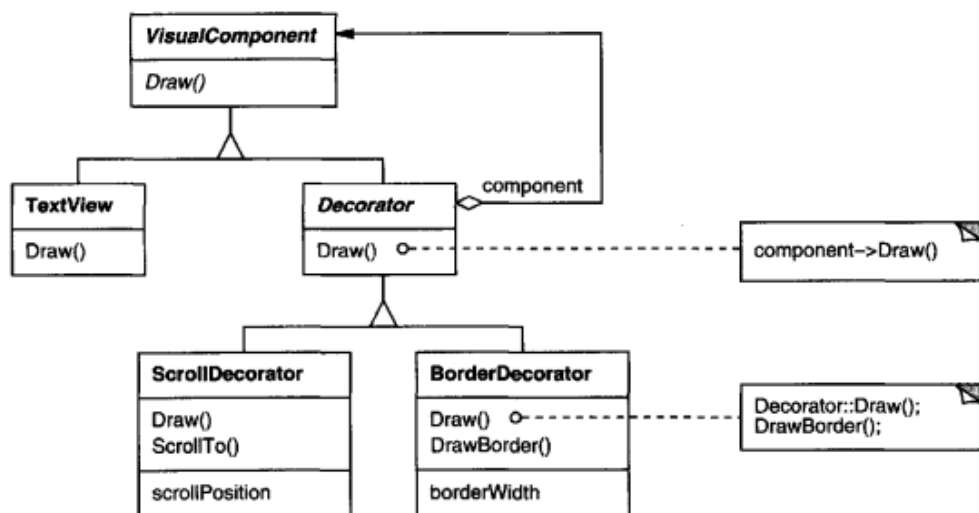 VisualComponent
Draw()
component
TextView
Draw()
Decorator
Draw()
component–>Draw()
ScrollDecorator
Draw()
ScrollTo()
scrollPosition
BorderDecorator
Draw()
DrawBorder()
borderWidth
Decorator::Draw();
DrawBorder();